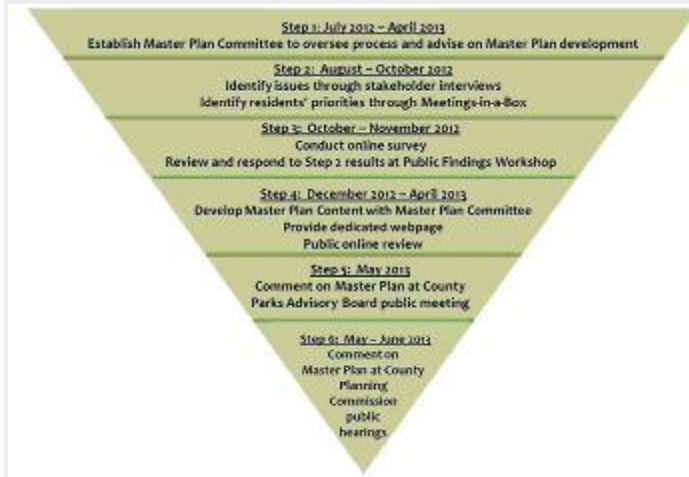 Step 1: July 2012 – April 2013
Establish Master Plan Committee to oversee process and advise on Master Plan development
Step 2: August – October 2012
Identify issues through stakeholder interviews
Identify residents' priorities through Meetings-in-a-Box
Step 3: October – November 2012
Conduct online survey
Review and respond to Step 2 results at Public Findings Workshop
Step 4: December 2012 – April 2013
Develop Master Plan Content with Master Plan Committee
Provide dedicated webpage
Public online review
Step 5: May 2013
Comment on Master Plan at County
Parks Advisory Board public meeting
Step 6: May – June 2013
Comment on
Master Plan at County
Planning
Commission
public
hearings